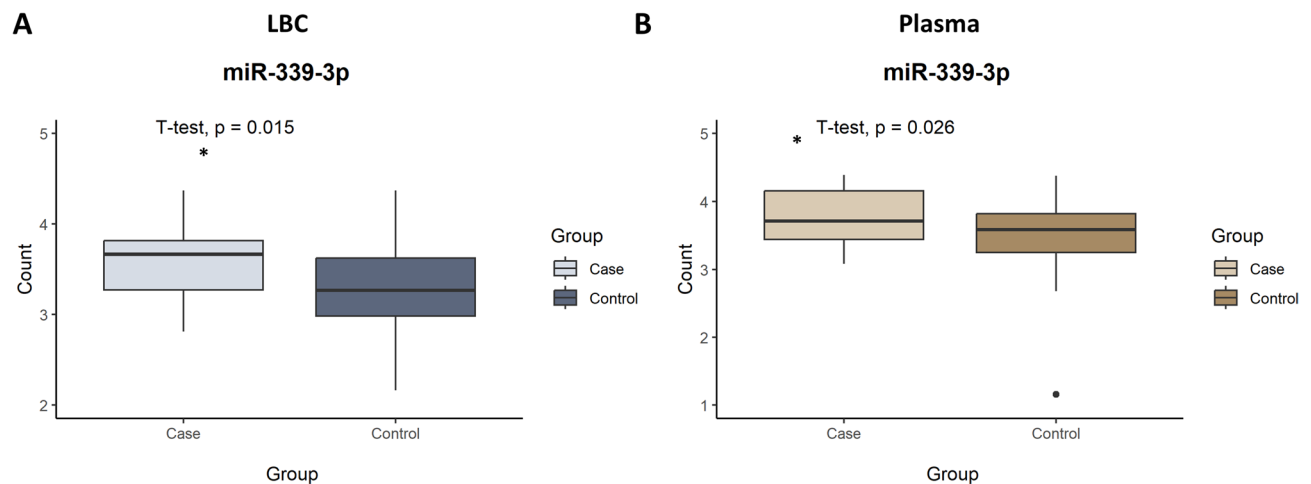 A
LBC
miR-339-3p
T-test, p = 0.015
*
5
4
3
2
Count
Case
Control
Group
Group
Case
Control
B
Plasma
miR-339-3p
T-test, p = 0.026
*
5
4
3
2
1
Count
Case
Control
Group
Group
Case
Control